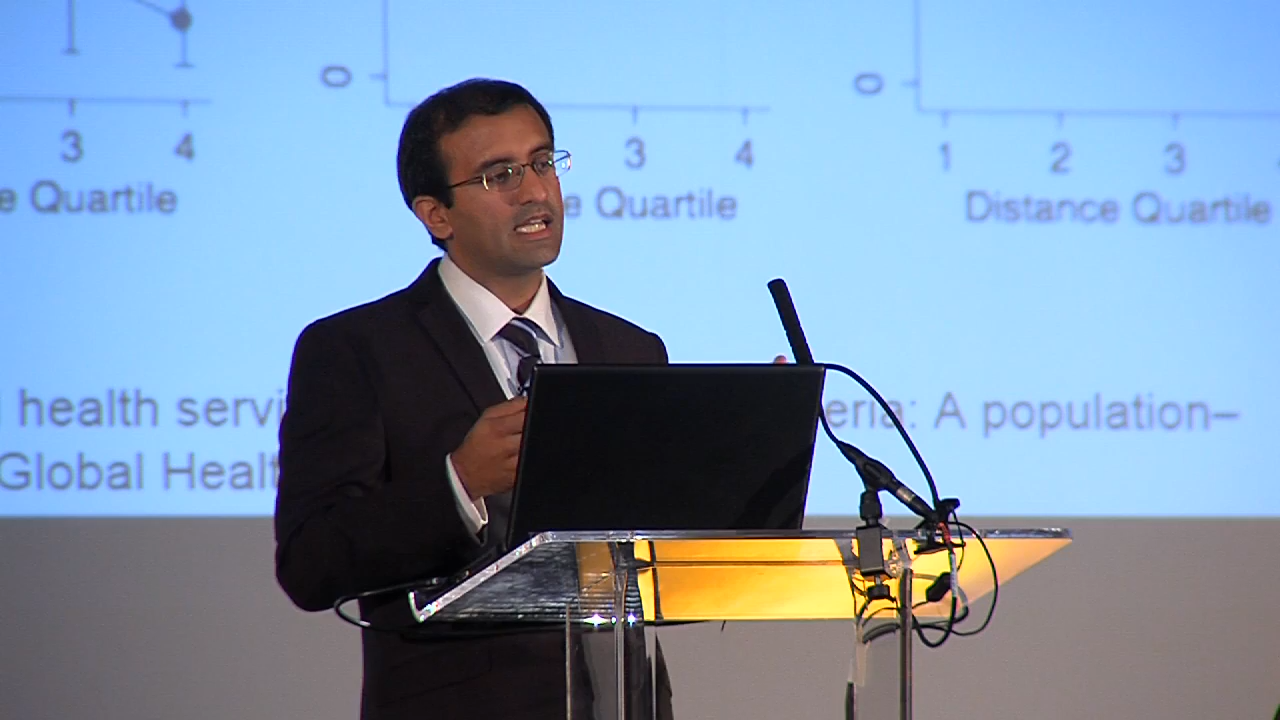 0 0
3 4 3 4 1 2 3
e Quartile e Quartile Distance Quartile
health servi eria: A population–
Global Healt